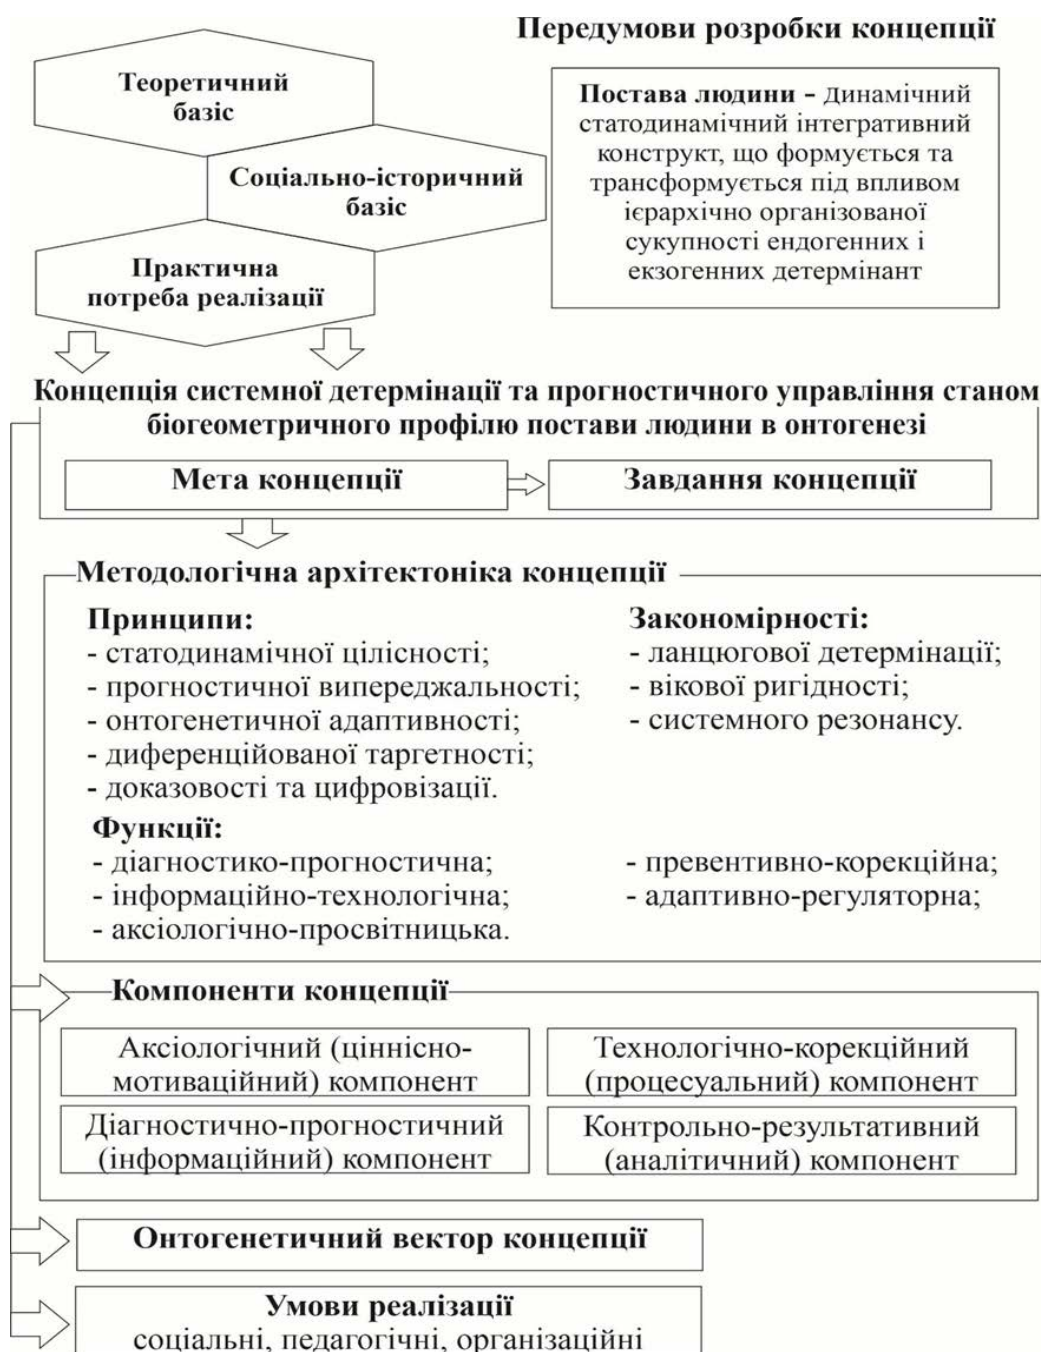 Передумови розробки концепції
Теоретичний
базіс
Соціально-історичний
базіс
Практична
потреба реалізації
Постава людини – динамічний
статодинамічний інтегративний
конструкт, що формується та
трансформується під впливом
ієрархічно організованої
сукупності ендогенних і
екзогенних детермінант
Концепція системної детермінації та прогностичного управління станом
біогеометричного профілю постави людини в онтогенезі
Мета концепції
Завдання концепції
Методологічна архітектоніка концепції
Принципи:
- статодинамічної цілісності;
- прогностичної випереджальності;
- онтогенетичної адаптивності;
- диференційованої таргетності;
- доказовості та цифровізації.
Закономірності:
- ланцюгової детермінації;
- вікової ригідності;
- системного резонансу.
Функції:
- діагностико-прогностична;
- інформаційно-технологічна;
- аксіологічно-просвітницька.
- превентивно-корекційна;
- адаптивно-регуляторна;
Компоненти концепції
Аксіологічний (ціннісно-
мотиваційний) компонент
Технологічно-корекційний
(процесуальний) компонент
Діагностично-прогностичний
(інформаційний) компонент
Контрольно-результативний
(аналітичний) компонент
Онтогенетичний вектор концепції
Умови реалізації
соціальні, педагогічні, організаційні